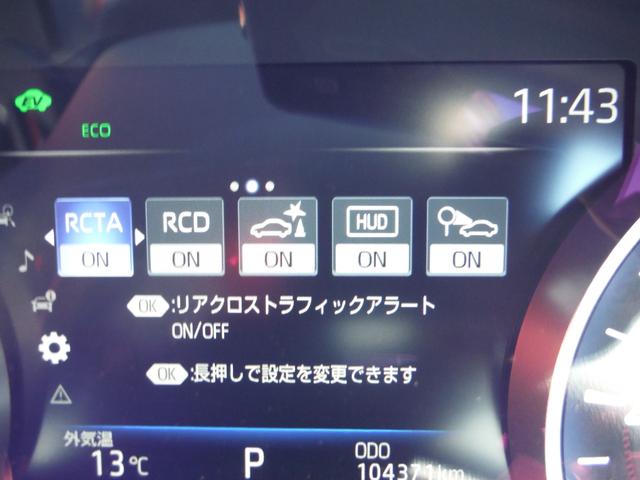 EV
11:43
ECO
RCTA RCD HUD
ON ON ON ON ON
OK :リアクロストラフィックアラート
ON/OFF
OK :長押しで設定を変更できます
外気温 ODO
13℃ P 104371km